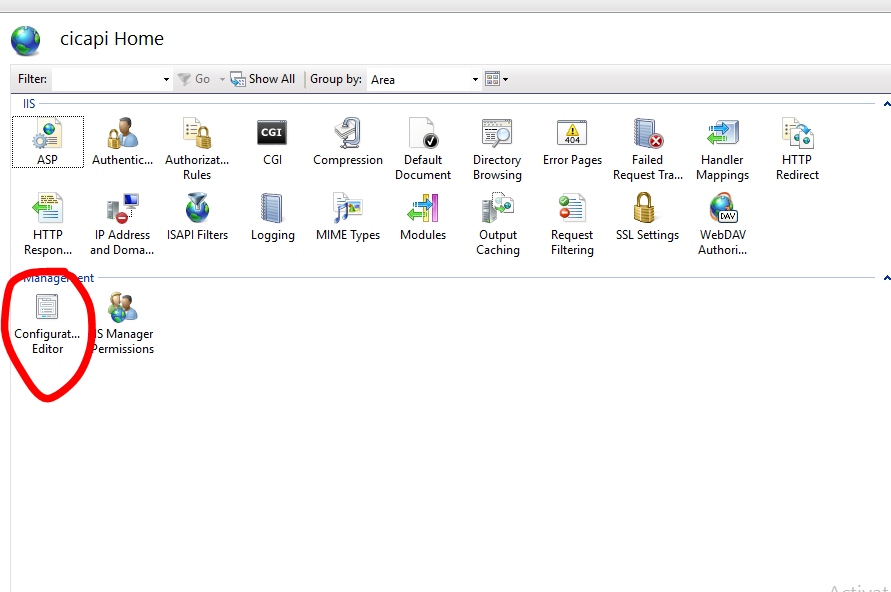 cicapi Home
Filter: Go Show All Group by: Area
IIS
ASP Authentic... Authorizat... CGI Compression Default Directory Error Pages Failed Handler HTTP
Rules Document Browsing Request Tra... Mappings Redirect
CGI
404
HTTP IP Address ISAPI Filters Logging MIME Types Modules Output Request SSL Settings WebDAV
Respon... and Doma... Caching Filtering Authori...
DAV
Management
Configurat... IS Manager
Editor Permissions